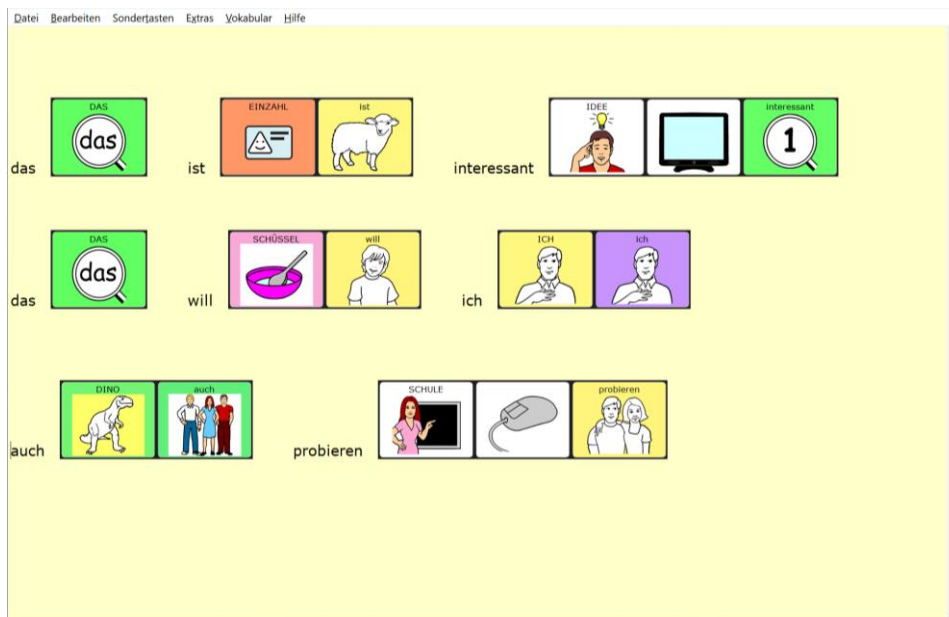 Datei Bearbeiten Sondertasten Extras Vokabular Hilfe
DAS EINZAHL ist IDEE interessant
das 1
das ist interessant
DAS SCHÜSSEL will ICH ich
das
das will ich
DINO auch SCHULE probieren
auch probieren